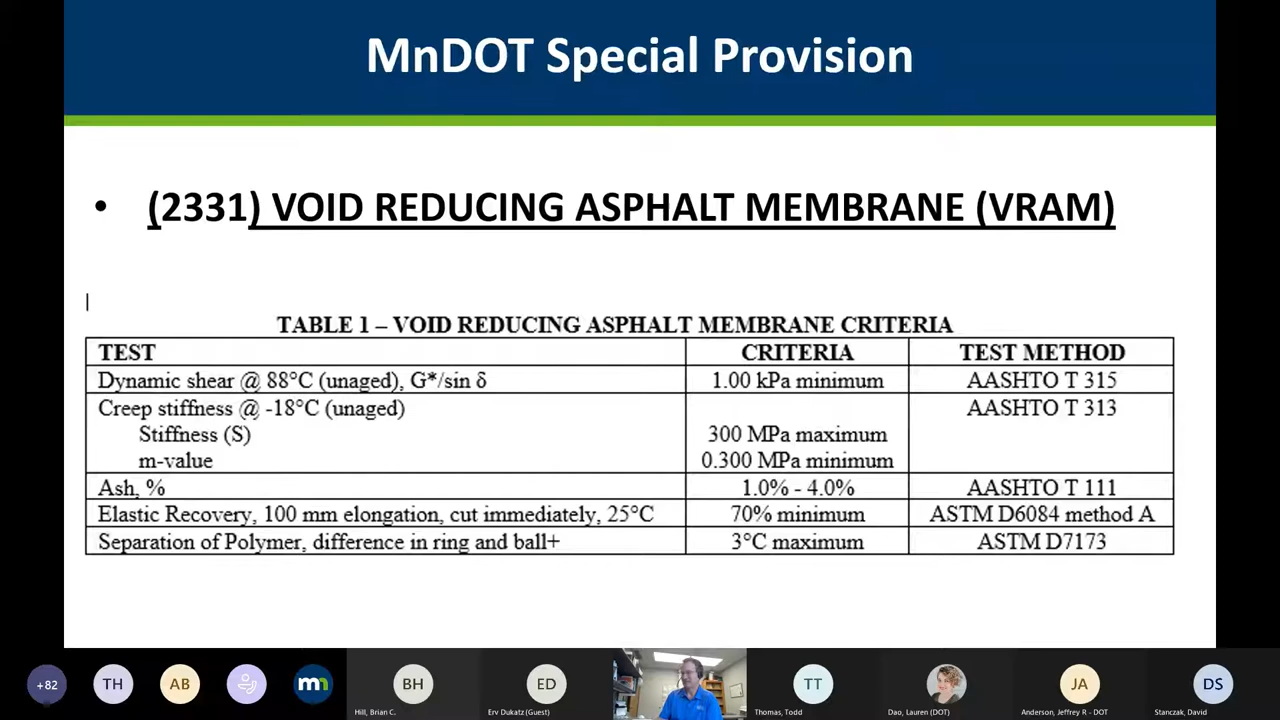 MnDOT Special Provision
• (2331) VOID REDUCING ASPHALT MEMBRANE (VRAM)
TABLE 1 – VOID REDUCING ASPHALT MEMBRANE CRITERIA
TEST CRITERIA TEST METHOD
Dynamic shear @ 88°C (unaged), G*/sin δ 1.00 kPa minimum AASHTO T 315
Creep stiffness @ -18°C (unaged) AASHTO T 313
Stiffness (S) 300 MPa maximum
m-value 0.300 MPa minimum
Ash, % 1.0% - 4.0% AASHTO T 111
Elastic Recovery, 100 mm elongation, cut immediately, 25°C 70% minimum ASTM D6084 method A
Separation of Polymer, difference in ring and ball+ 3°C maximum ASTM D7173
+82 TH AB mn BH ED TT JA DS
Hill, Brian C. Erv Dukatz (Guest) Thomas, Todd Dao, Lauren (DOT) Anderson, Jeffrey R - DOT Stanczak, David